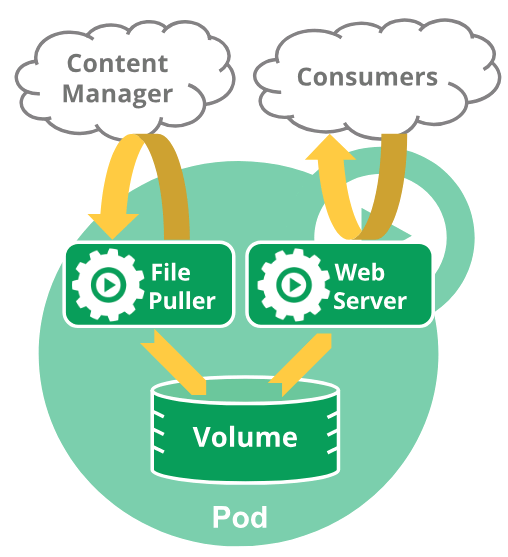 Content
Manager
Consumers
File
Puller
Web
Server
Volume
Pod